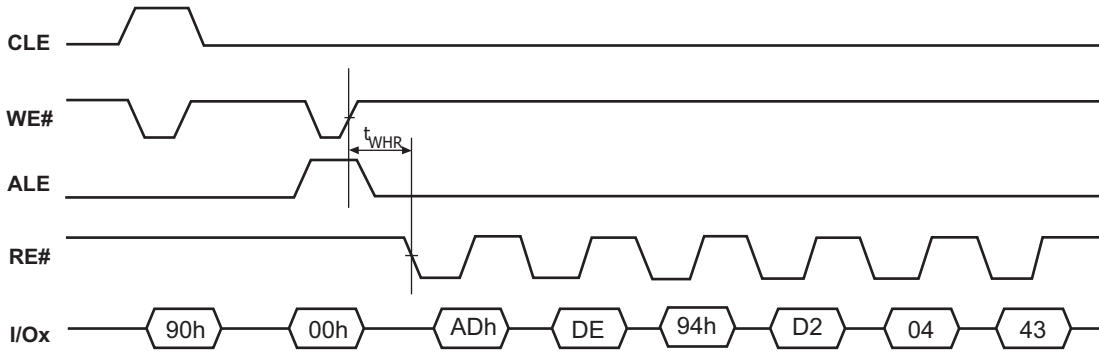 CLE
WE#
tWHR
ALE
RE#
I/Ox 90h 00h ADh DE 94h D2 04 43